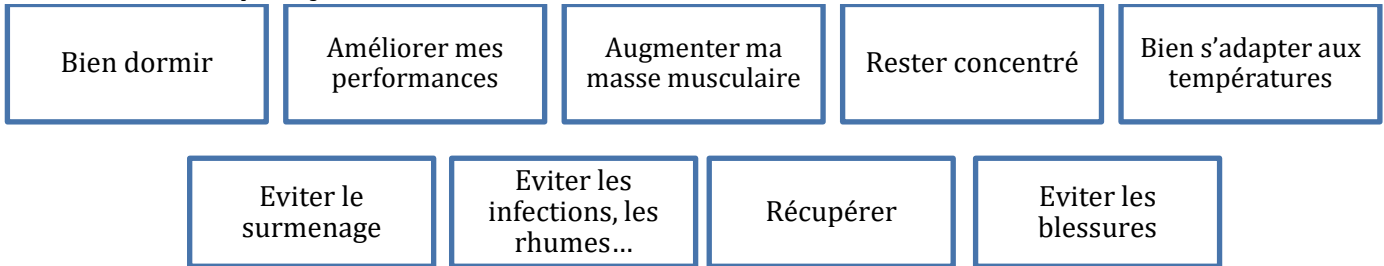 Bien dormir
Améliorer mes
performances
Augmenter ma
masse musculaire
Rester concentré
Bien s’adapter aux
températures
Eviter le
surmenage
Eviter les
infections, les
rhumes…
Récupérer
Eviter les
blessures